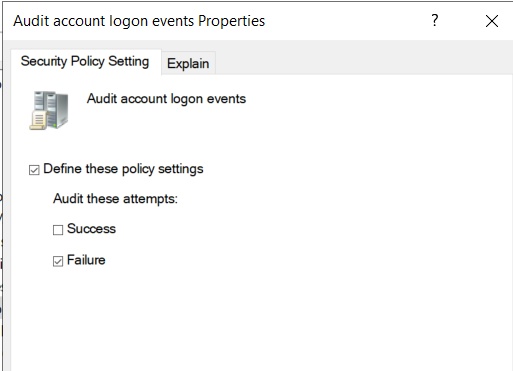 Audit account logon events Properties ?
Security Policy Setting Explain
Audit account logon events
Define these policy settings
Audit these attempts:
Success
Failure